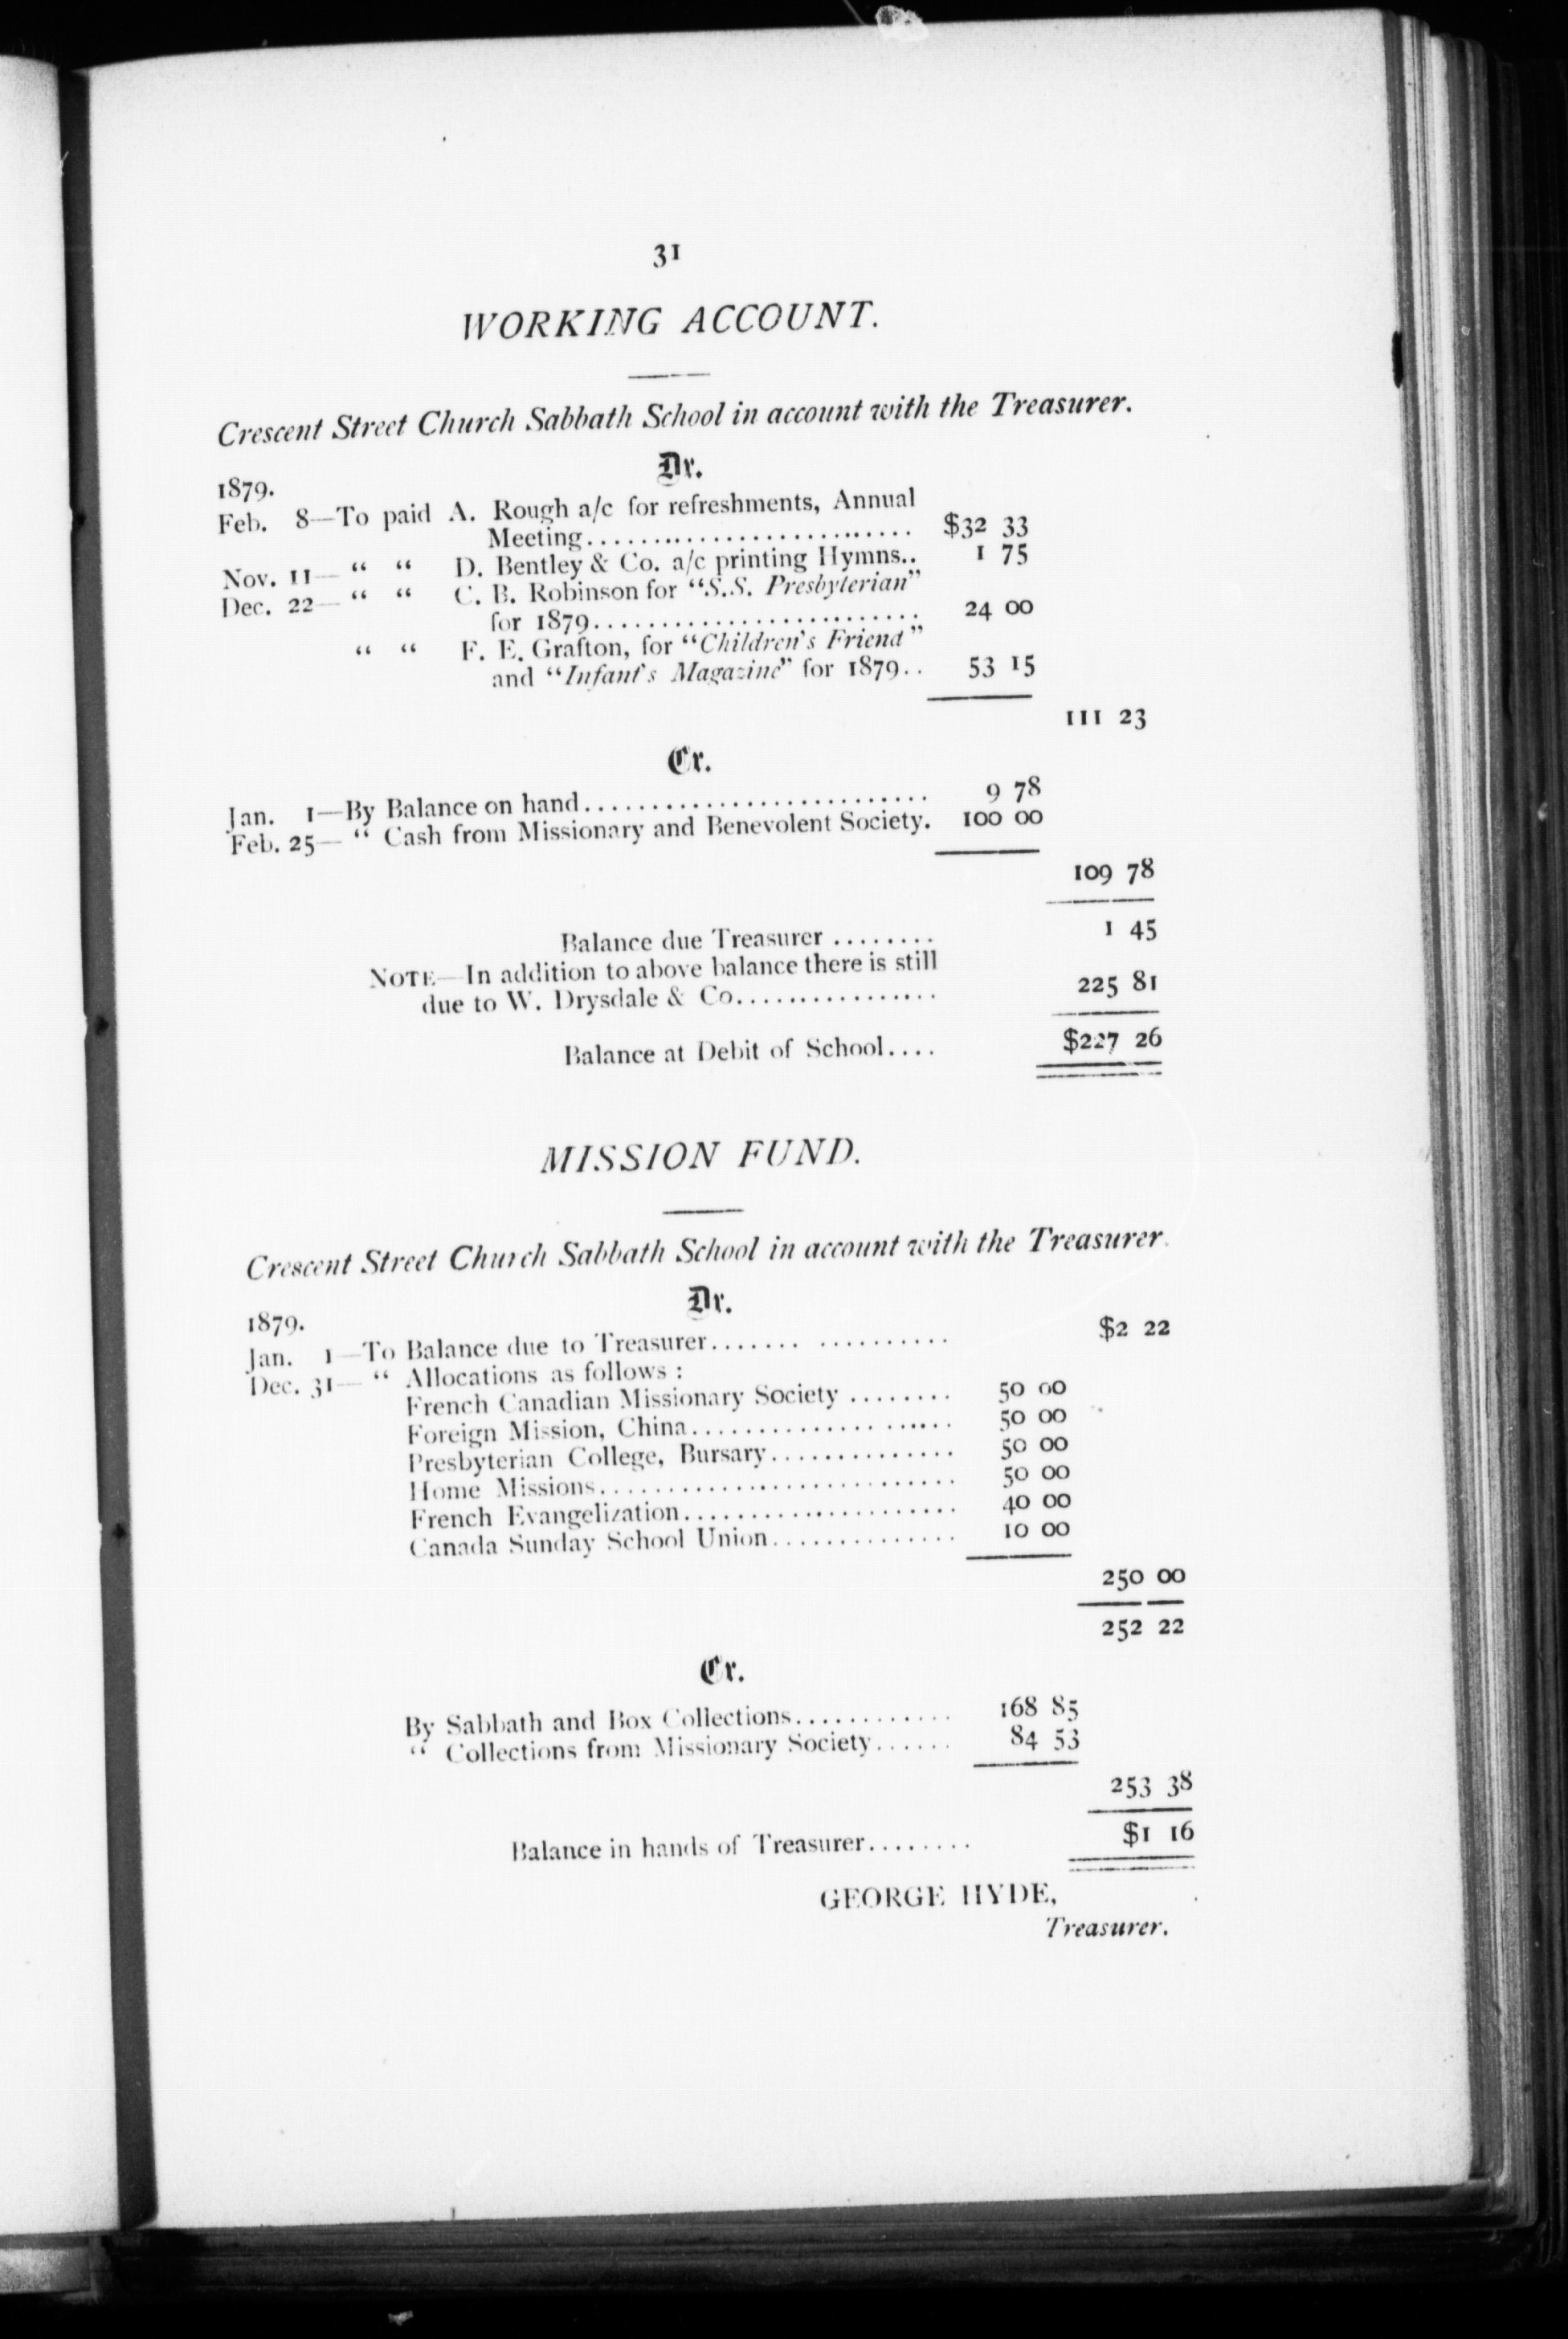 31
WORKING ACCOUNT.
Crescent Street Church Sabbath School in account with the Treasurer.
Dr.
1879.
Feb. 8—To paid A. Rough a/c for refreshments, Annual
Meeting........................ $32 33
Nov. 11— “ “ D. Bentley & Co. a/c printing Hymns.. 1 75
Dec. 22— “ “ C. B. Robinson for “S.S. Presbyterian”
for 1879........................ 24 00
“ “ F. E. Grafton, for “Children's Friend”
and “Infant's Magazine” for 1879.. 53 15
111 23
Cr.
Jan. 1—By Balance on hand.......................... 9 78
Feb. 25— “ Cash from Missionary and Benevolent Society. 100 00
109 78
Balance due Treasurer ........ 1 45
NOTE—In addition to above balance there is still
due to W. Drysdale & Co................ 225 81
Balance at Debit of School.... $227 26
MISSION FUND.
Crescent Street Church Sabbath School in account with the Treasurer.
Dr.
1879.
Jan. 1—To Balance due to Treasurer....... .......... $2 22
Dec. 31— “ Allocations as follows :
French Canadian Missionary Society ........ 50 00
Foreign Mission, China.................... 50 00
Presbyterian College, Bursary.............. 50 00
Home Missions........................... 50 00
French Evangelization..................... 40 00
Canada Sunday School Union.............. 10 00
250 00
252 22
Cr.
By Sabbath and Box Collections............ 168 85
“ Collections from Missionary Society...... 84 53
253 38
Balance in hands of Treasurer........ $1 16
GEORGE HYDE,
Treasurer.